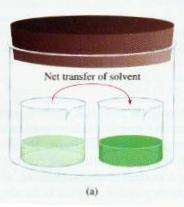 Net transfer of solvent
(a)